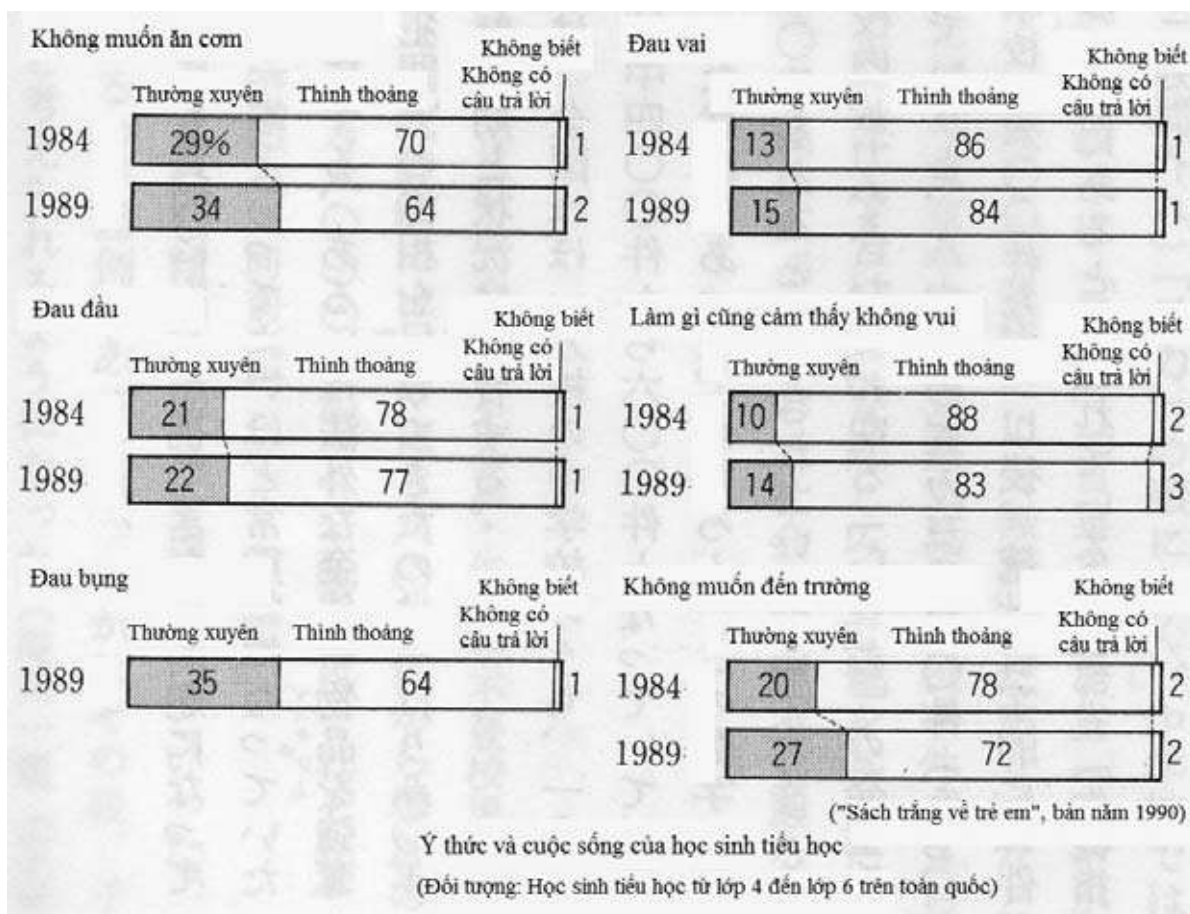 Không muốn ăn cơm
Không biết
Không có
câu trả lời
Thường xuyên Thỉnh thoảng
1984 29% 70 1
1989 34 64 2
Đau vai
Không biết
Không có
câu trả lời
Thường xuyên Thỉnh thoảng
1984 13 86 1
1989 15 84 1
Đau đầu
Không biết
Không có
câu trả lời
Thường xuyên Thỉnh thoảng
1984 21 78 1
1989 22 77 1
Làm gì cũng cảm thấy không vui
Không biết
Không có
câu trả lời
Thường xuyên Thỉnh thoảng
1984 10 88 2
1989 14 83 3
Đau bụng
Không biết
Không có
câu trả lời
Thường xuyên Thỉnh thoảng
1989 35 64 1
Không muốn đến trường
Không biết
Không có
câu trả lời
Thường xuyên Thỉnh thoảng
1984 20 78 2
1989 27 72 2
("Sách trắng về trẻ em", bản năm 1990)
Ý thức và cuộc sống của học sinh tiểu học
(Đối tượng: Học sinh tiểu học từ lớp 4 đến lớp 6 trên toàn quốc)